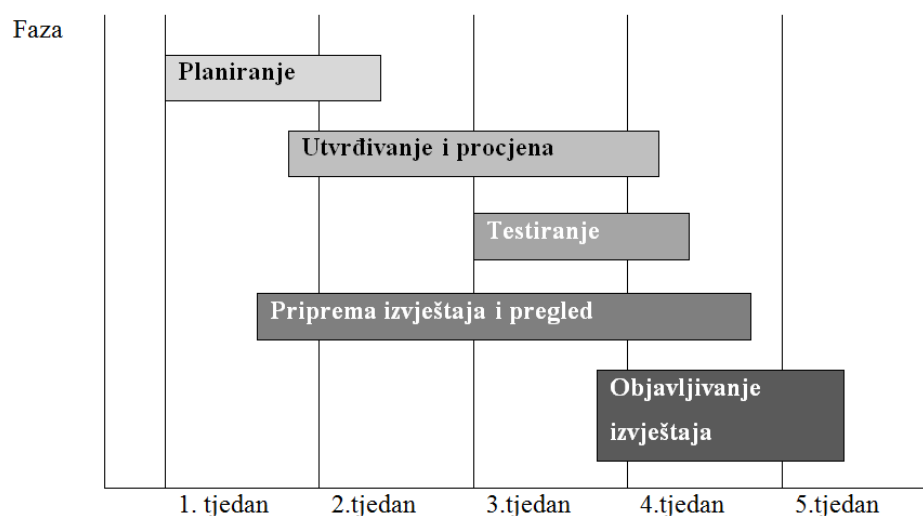 Faza
Planiranje
Utvrđivanje i procjena
Testiranje
Priprema izvještaja i pregled
Objavljivanje
izvještaja
1. tjedan 2.tjedan 3.tjedan 4.tjedan 5.tjedan